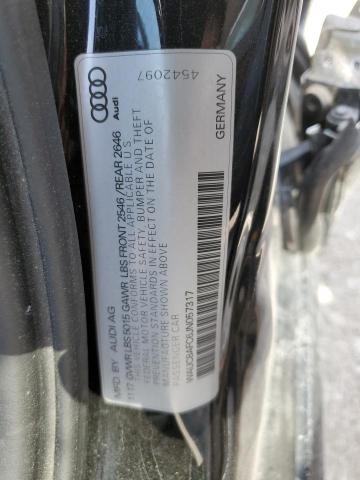 Audi
4542097
MFD. BY AUDI AG GERMANY
11.17 GVWR LBS 5015 GAWR LBS FRONT 2546 / REAR 2646
THIS VEHICLE CONFORMS TO ALL APPLICABLE U S
FEDERAL MOTOR VEHICLE SAFETY, BUMPER AND THEFT
PREVENTION STANDARDS IN EFFECT ON THE DATE OF
MANUFACTURE SHOWN ABOVE
PASSENGER CAR
WAUC8AFC6JN057317